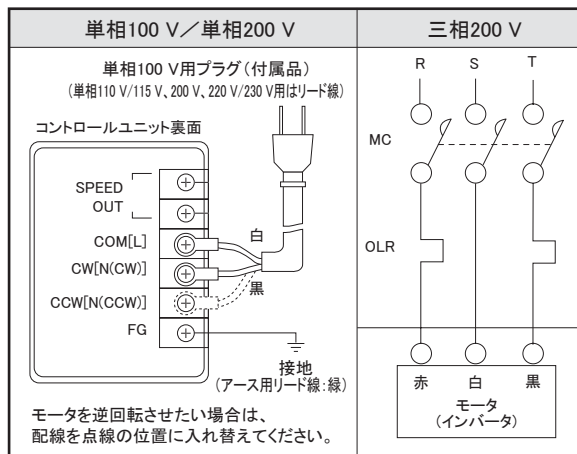 単相100 V／単相200 V
単相100 V用プラグ（付属品）
（単相110 V/115 V、200 V、220 V/230 V用はリード線）
コントロールユニット裏面
SPEED
OUT
COM[L]
CW[N(CW)]
CCW[N(CCW)]
FG
白
黒
接地
（アース用リード線：緑）
モータを逆回転させたい場合は、
配線を点線の位置に入れ替えてください。
三相200 V
R S T
MC
OLR
赤 白 黒
モータ
（インバータ）